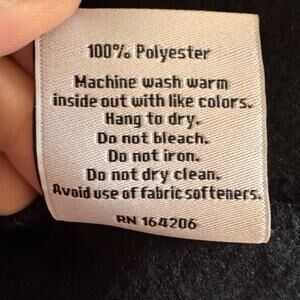 100% Polyester
Machine wash warm
inside out with like colors.
Hang to dry.
Do not bleach.
Do not iron.
Do not dry clean.
Avoid use of fabric softeners.
RN 164206